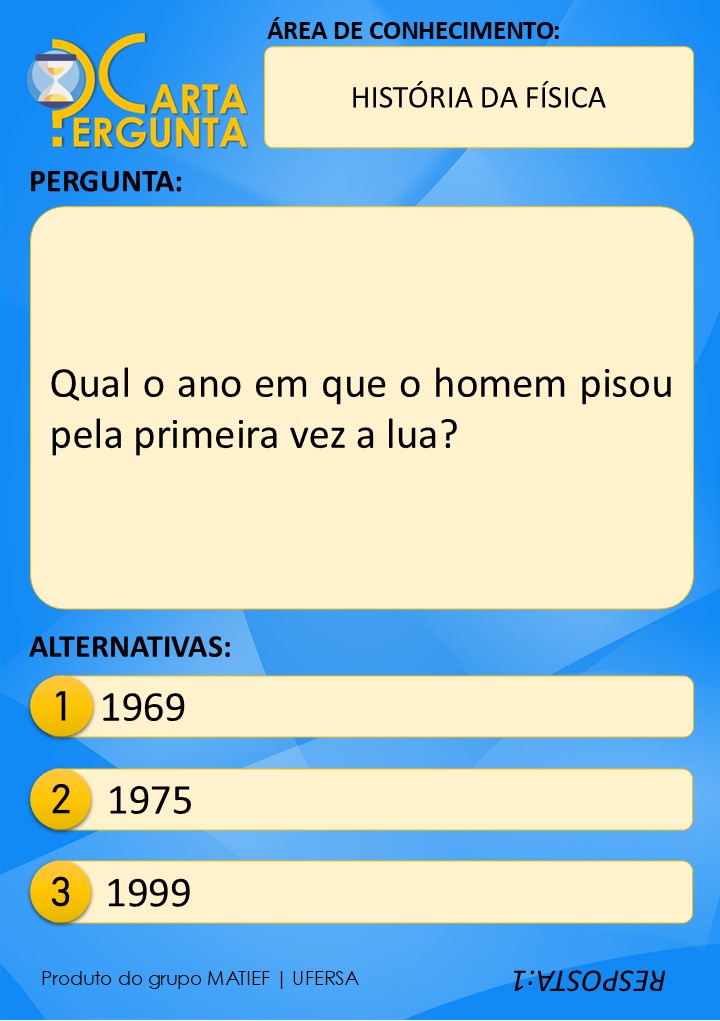 ÁREA DE CONHECIMENTO:
CARTA
PERGUNTA
HISTÓRIA DA FÍSICA
PERGUNTA:
Qual o ano em que o homem pisou
pela primeira vez a lua?
ALTERNATIVAS:
1 1969
2 1975
3 1999
Produto do grupo MATIEF | UFERSA
RESPOSTA:1